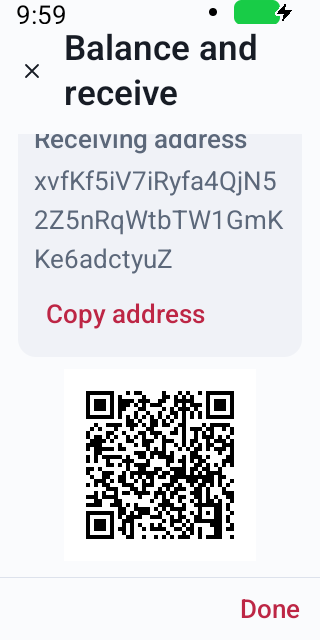 9:59
Balance and
receive
Receiving address
xvfKf5iV7iRyfa4QjN5
2Z5nRqWtbTW1GmK
Ke6adctyuZ
Copy address
Done